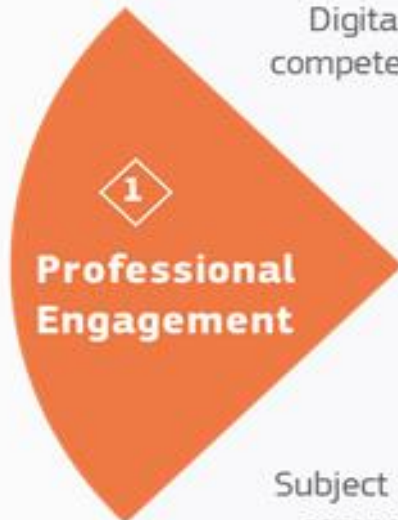 Digita
compete
1
Professional
Engagement
Subject